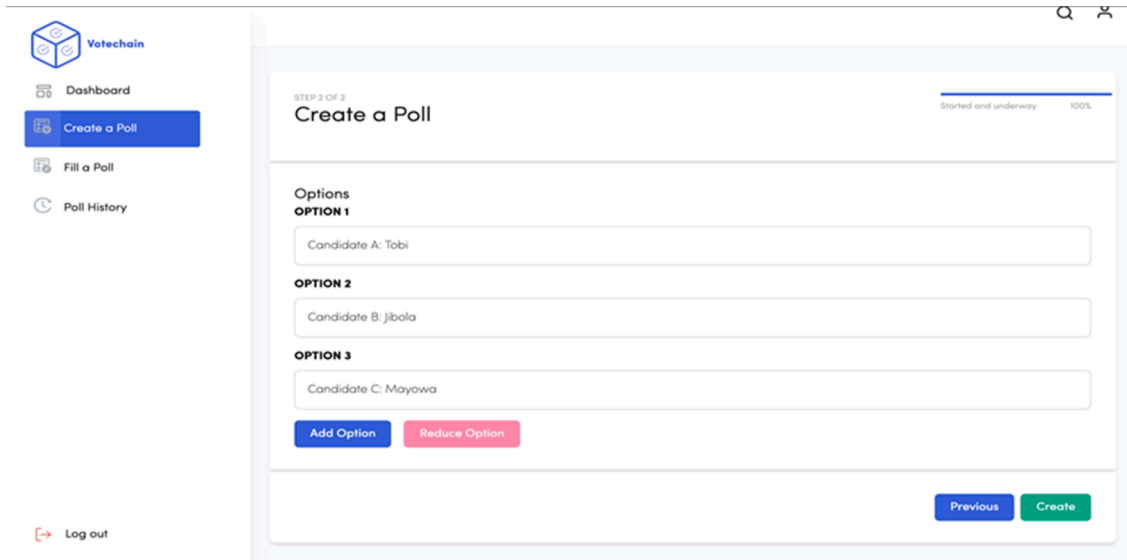 Votechain
Dashboard
Create a Poll
Fill a Poll
Poll History
Log out
STEP 2 OF 2
Create a Poll
Started and underway 100%
Options
OPTION 1
Candidate A: Tobi
OPTION 2
Candidate B: Jibola
OPTION 3
Candidate C: Mayowa
Add Option Reduce Option
Previous Create